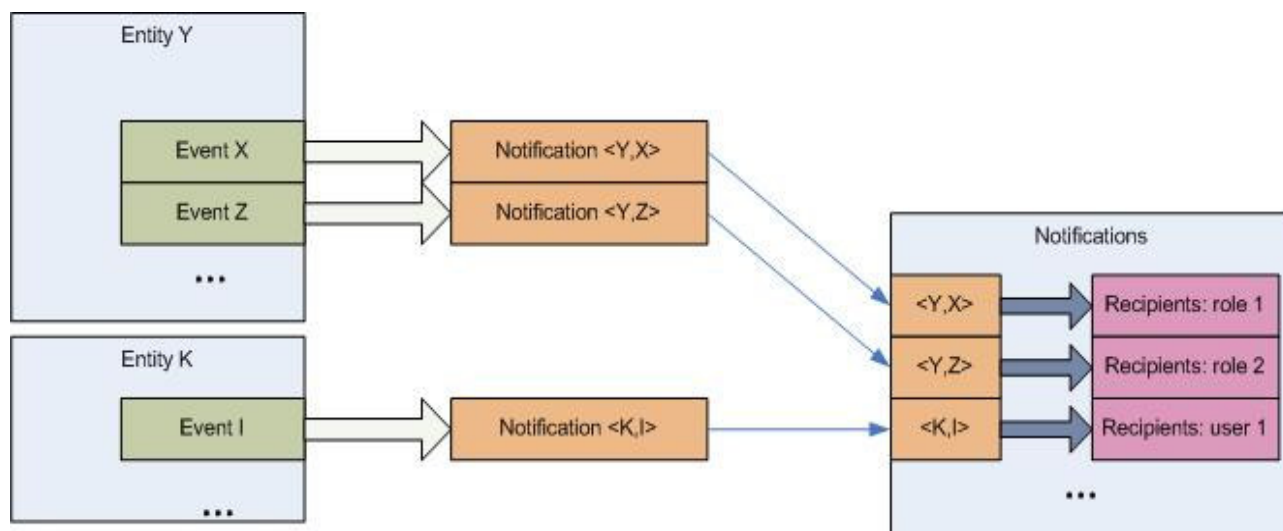 Entity Y
Event X
Notification <Y,X>
Event Z
Notification <Y,Z>
...
Notifications
<Y,X>
Recipients: role 1
<Y,Z>
Recipients: role 2
Entity K
Event I
Notification <K,I>
<K,I>
Recipients: user 1
...
...